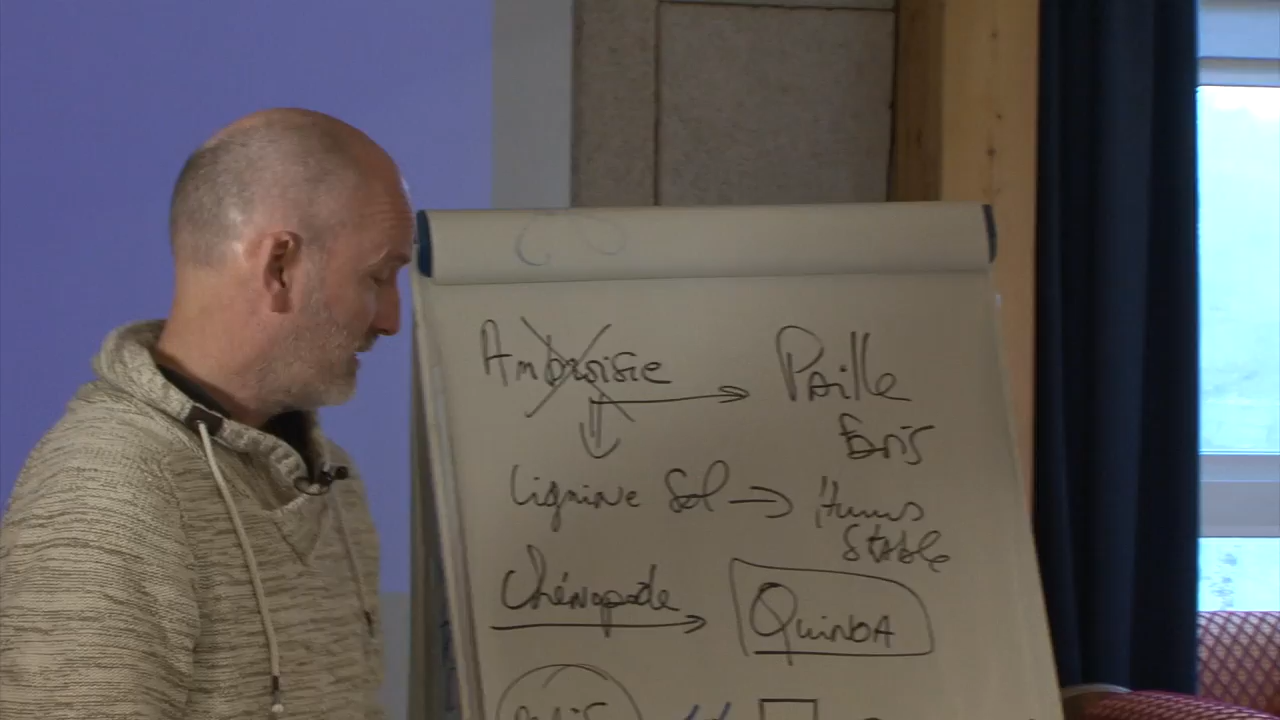 Ambroisie → Paille
Lignine Sol → Humus
Stable
Chénopode → QuinoA